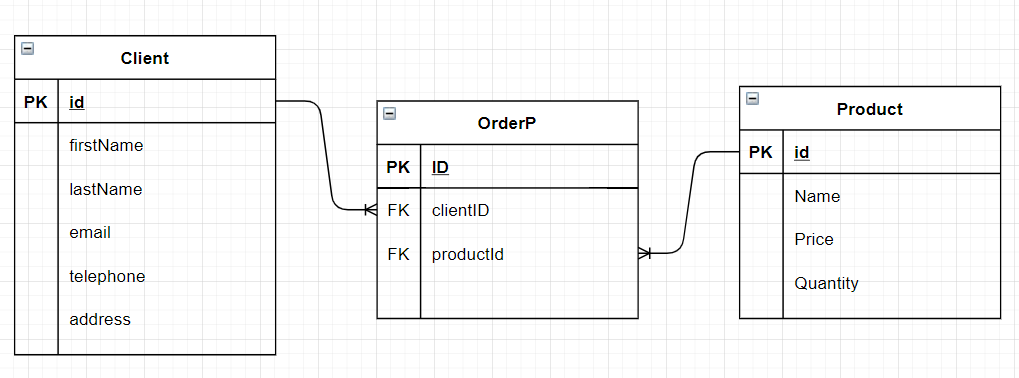 Client
PK id
firstName
lastName
email
telephone
address
OrderP
PK ID
FK clientID
FK productId
Product
PK id
Name
Price
Quantity